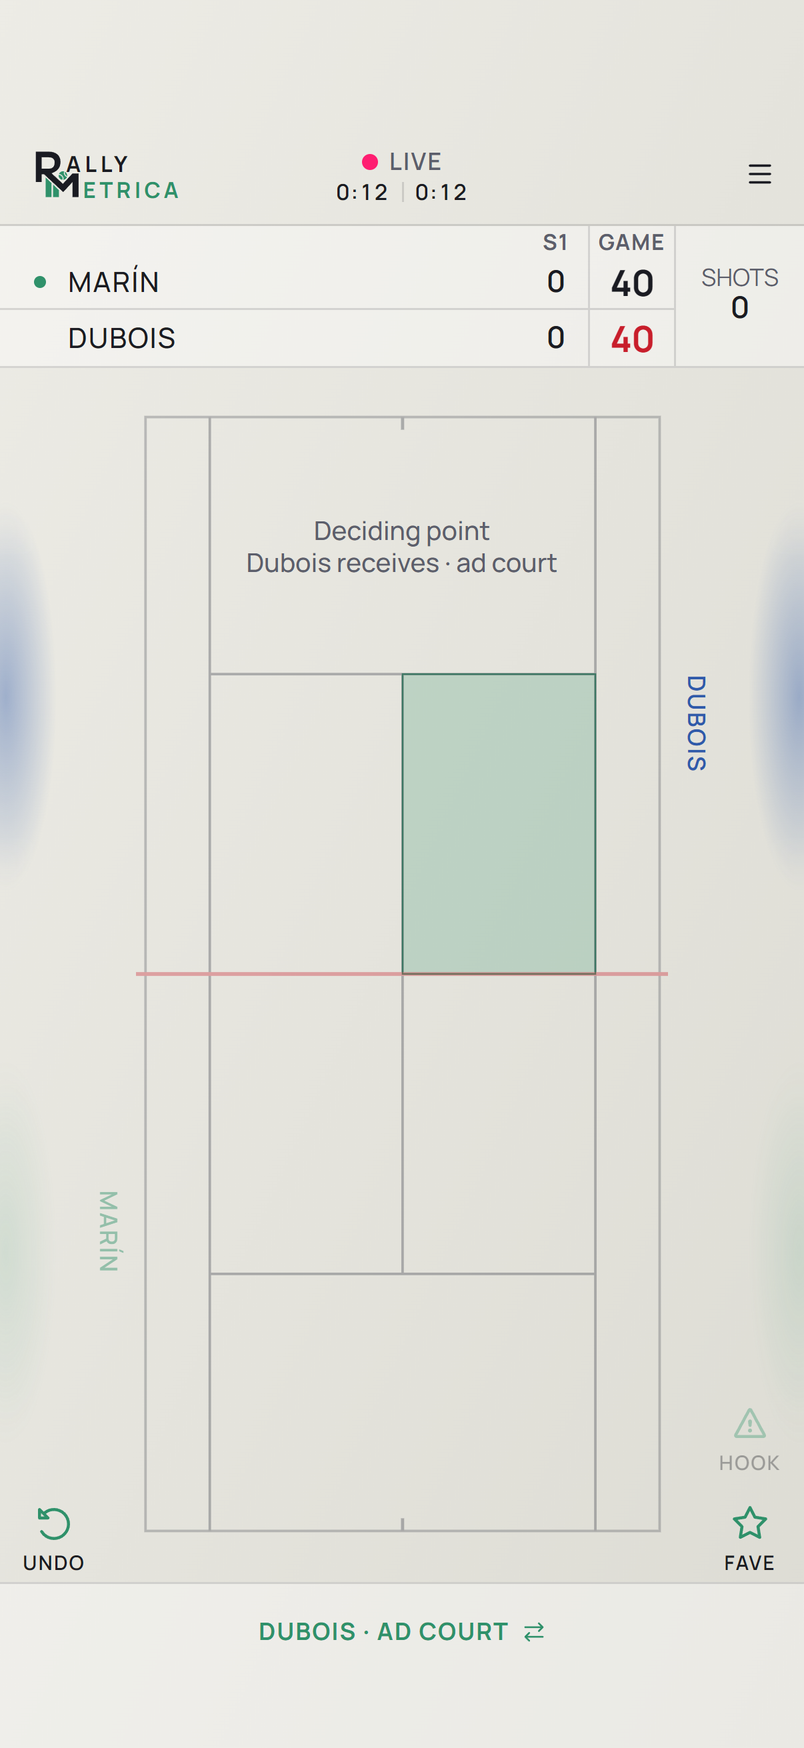 RALLY
METRICA
LIVE
0:12 | 0:12
S1 GAME
MARÍN 0 40
SHOTS
0
DUBOIS 0 40
Deciding point
Dubois receives · ad court
DUBOIS
MARÍN
HOOK
UNDO
FAVE
DUBOIS · AD COURT